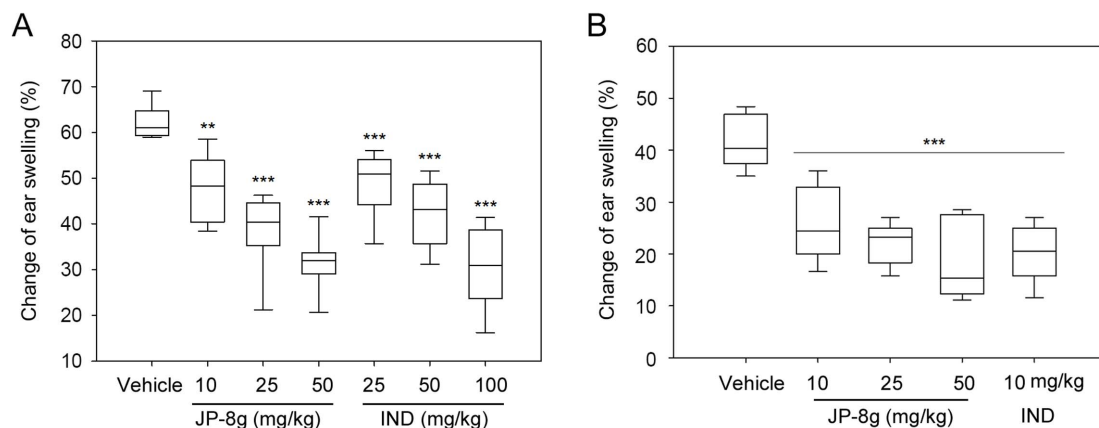 A
Change of ear swelling (%)
80
70
60
50
40
30
20
10
**
***
***
***
***
***
Vehicle 10 25 50 25 50 100
JP-8g (mg/kg) IND (mg/kg)
B
Change of ear swelling (%)
60
50
40
30
20
10
0
***
Vehicle 10 25 50 10 mg/kg
JP-8g (mg/kg) IND